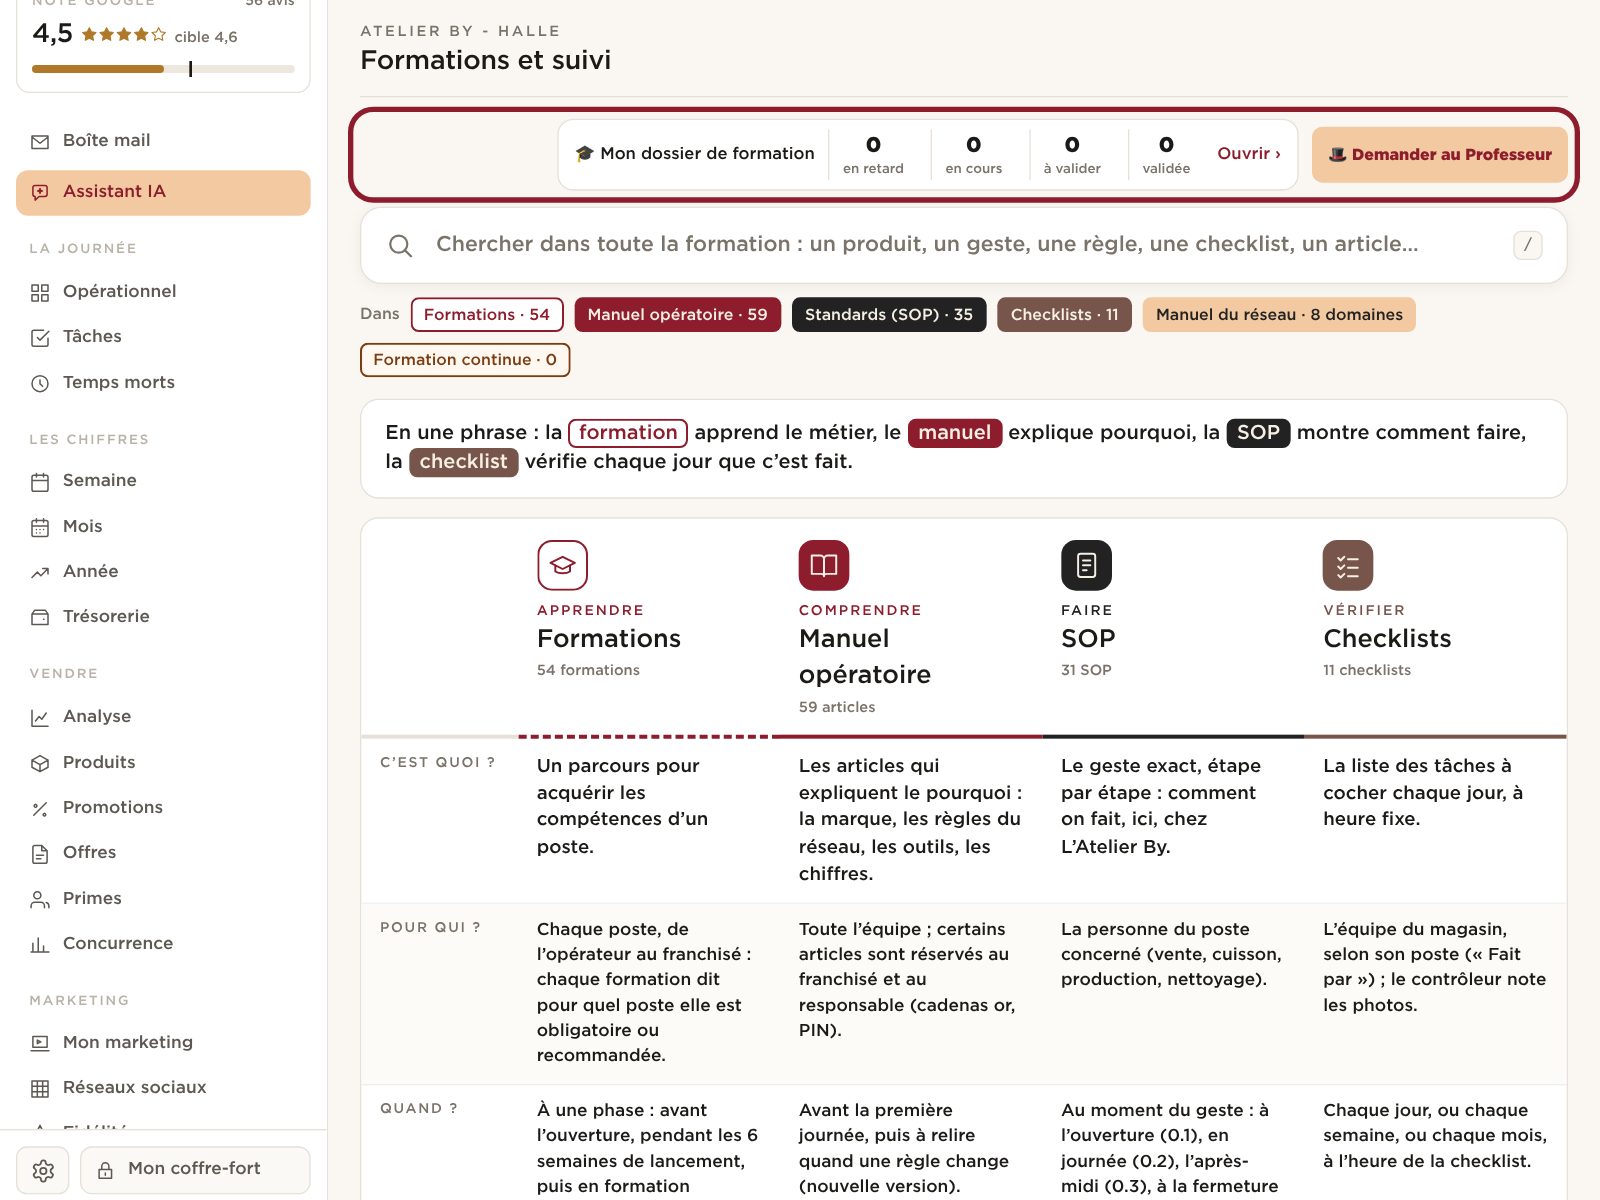 NOTE GOOGLE 56 avis
4,5 cible 4,6
Boîte mail
Assistant IA
LA JOURNÉE
Opérationnel
Tâches
Temps morts
LES CHIFFRES
Semaine
Mois
Année
Trésorerie
VENDRE
Analyse
Produits
Promotions
Offres
Primes
Concurrence
MARKETING
Mon marketing
Réseaux sociaux
Fidélité
Mon coffre-fort
ATELIER BY - HALLE
Formations et suivi
Mon dossier de formation
0
en retard
0
en cours
0
à valider
0
validée
Ouvrir ›
Demander au Professeur
Chercher dans toute la formation : un produit, un geste, une règle, une checklist, un article...
/
Dans Formations · 54 Manuel opératoire · 59 Standards (SOP) · 35 Checklists · 11 Manuel du réseau · 8 domaines
Formation continue · 0
En une phrase : la formation apprend le métier, le manuel explique pourquoi, la SOP montre comment faire,
la checklist vérifie chaque jour que c’est fait.
APPRENDRE
Formations
54 formations
COMPRENDRE
Manuel
opératoire
59 articles
FAIRE
SOP
31 SOP
VÉRIFIER
Checklists
11 checklists
C’EST QUOI ?
Un parcours pour
acquérir les
compétences d’un
poste.
Les articles qui
expliquent le pourquoi :
la marque, les règles du
réseau, les outils, les
chiffres.
Le geste exact, étape
par étape : comment
on fait, ici, chez
L’Atelier By.
La liste des tâches à
cocher chaque jour, à
heure fixe.
POUR QUI ?
Chaque poste, de
l’opérateur au franchisé :
chaque formation dit
pour quel poste elle est
obligatoire ou
recommandée.
Toute l’équipe ; certains
articles sont réservés au
franchisé et au
responsable (cadenas or,
PIN).
La personne du poste
concerné (vente, cuisson,
production, nettoyage).
L’équipe du magasin,
selon son poste (« Fait
par ») ; le contrôleur note
les photos.
QUAND ?
À une phase : avant
l’ouverture, pendant les 6
semaines de lancement,
puis en formation
Avant la première
journée, puis à relire
quand une règle change
(nouvelle version).
Au moment du geste : à
l’ouverture (0.1), en
journée (0.2), l’après-
midi (0.3), à la fermeture
Chaque jour, ou chaque
semaine, ou chaque mois,
à l’heure de la checklist.